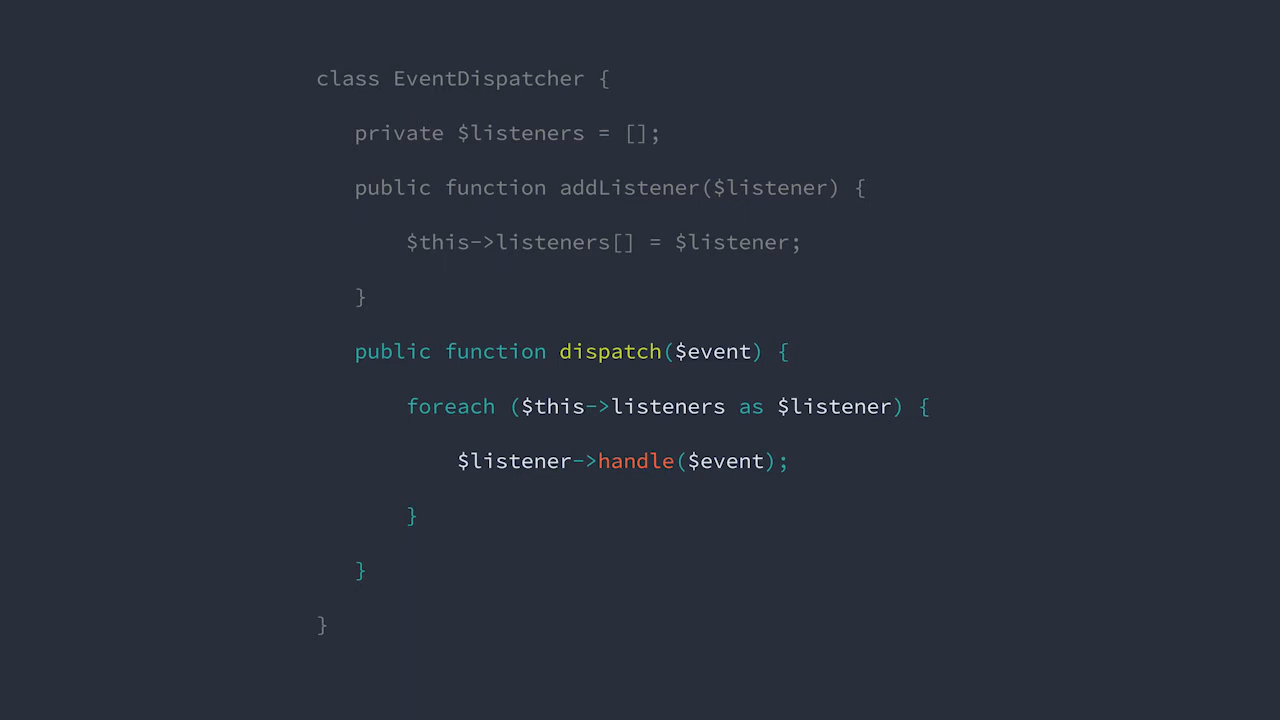 class EventDispatcher {
private $listeners = [];
public function addListener($listener) {
$this->listeners[] = $listener;
}
public function dispatch($event) {
foreach ($this->listeners as $listener) {
$listener->handle($event);
}
}
}